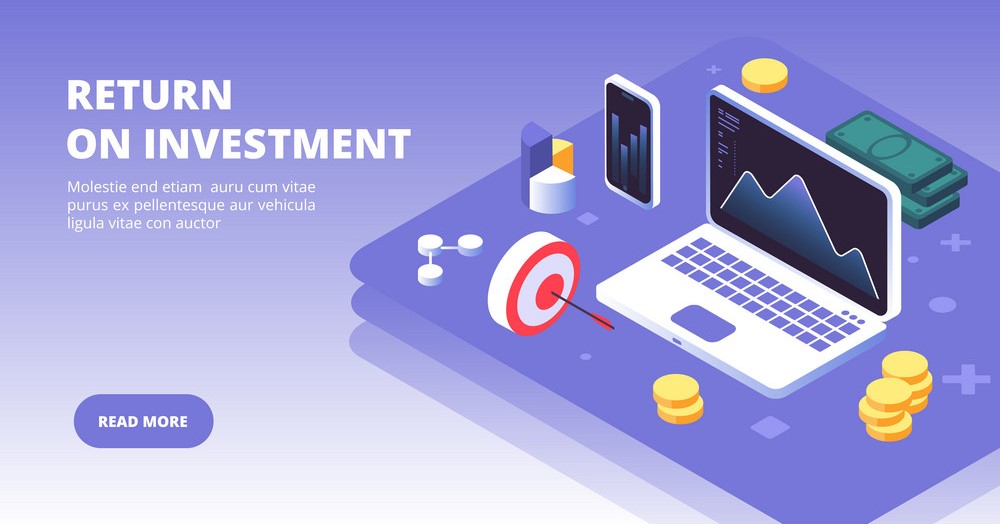 RETURN
ON INVESTMENT
Molestie end etiam  auru cum vitae
purus ex pellentesque aur vehicula
ligula vitae con auctor
READ MORE